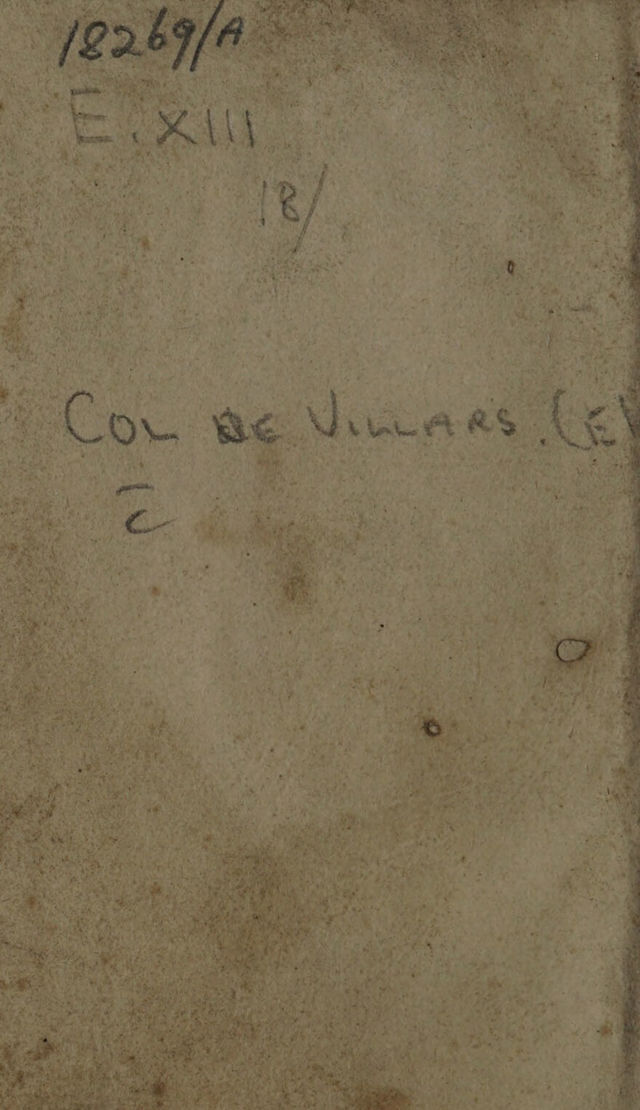 18269/A
E. XIII
18/
COL DE VILLARS. (E
c̄